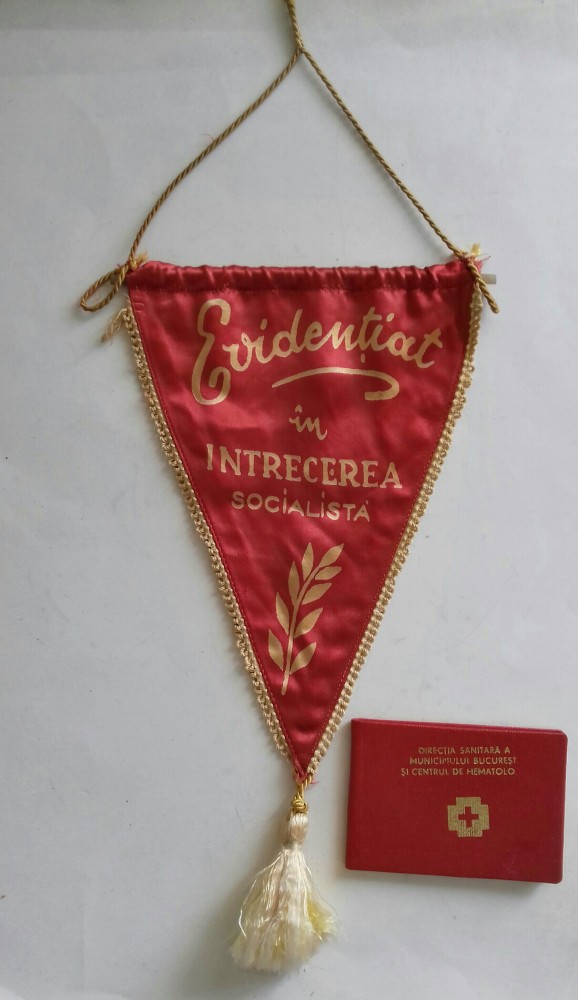 Evidențiat
în
INTRECEREA
SOCIALISTĂ
DIRECȚIA SANITARĂ A
MUNICIPIULUI BUCUREȘTI
ȘI CENTRUL DE HEMATOLO